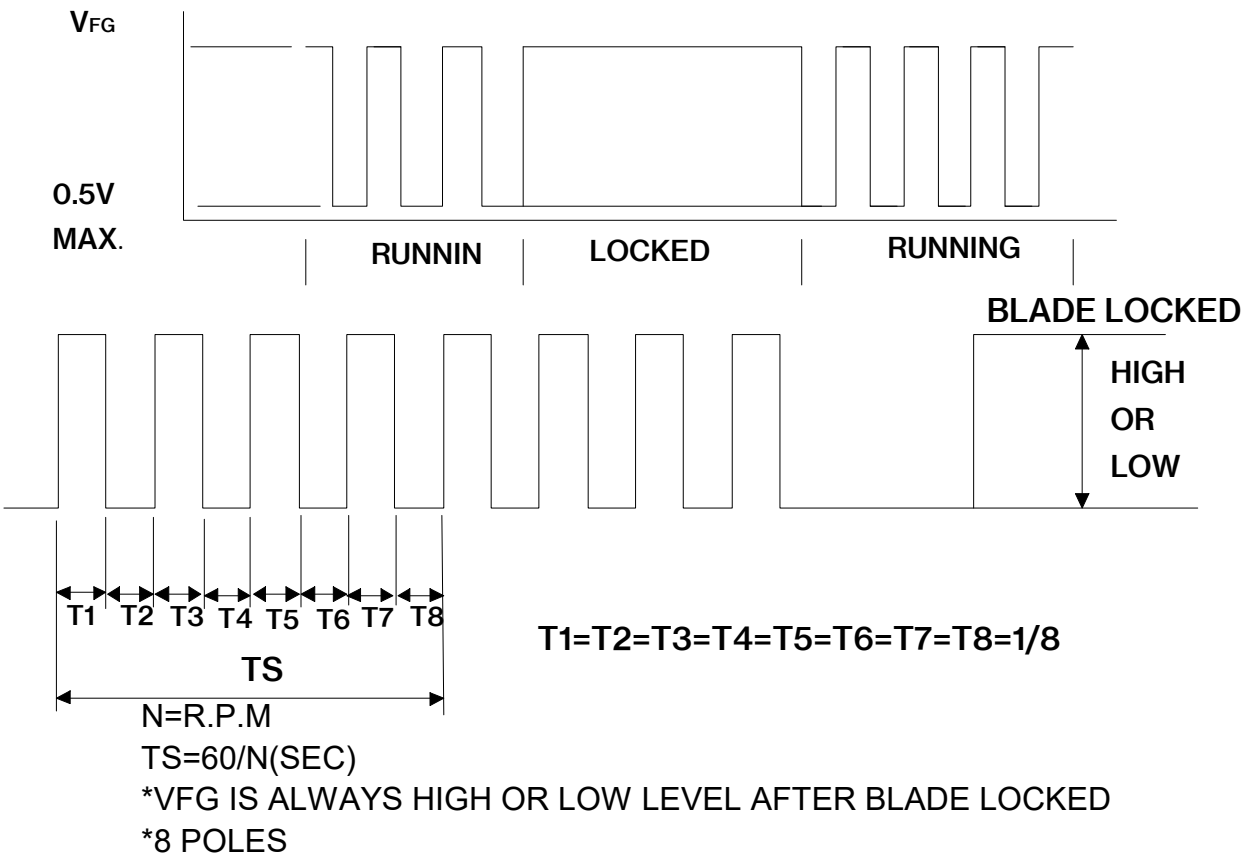 VFG
0.5V
MAX.
RUNNIN
LOCKED
RUNNING
BLADE LOCKED
HIGH
OR
LOW
T1 T2 T3 T4 T5 T6 T7 T8
T1=T2=T3=T4=T5=T6=T7=T8=1/8
TS
N=R.P.M
TS=60/N(SEC)
*VFG IS ALWAYS HIGH OR LOW LEVEL AFTER BLADE LOCKED
*8 POLES